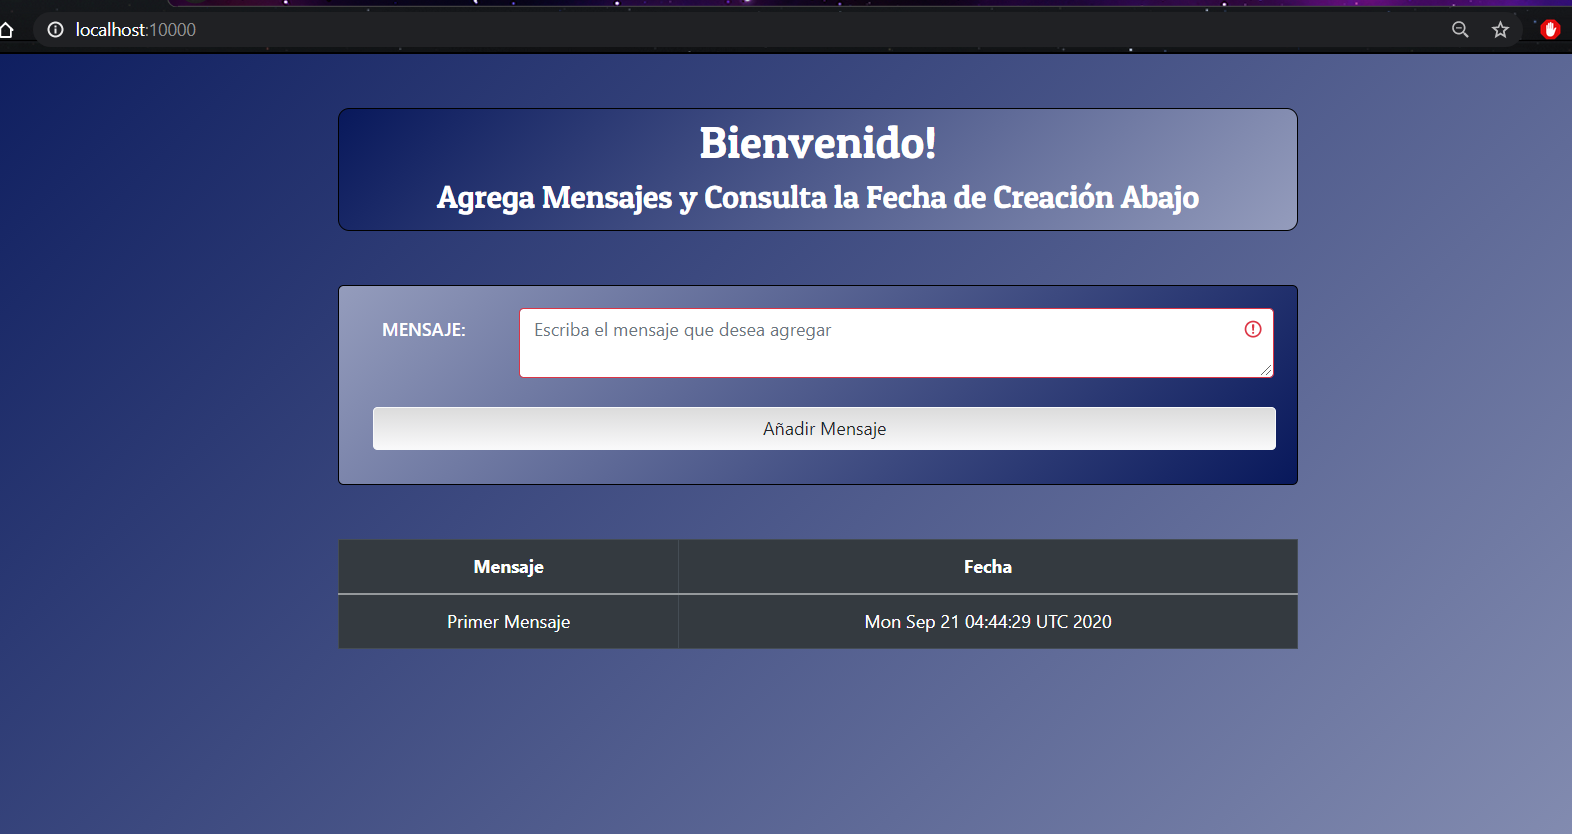 localhost:10000
Bienvenido!
Agrega Mensajes y Consulta la Fecha de Creación Abajo
MENSAJE:
Escriba el mensaje que desea agregar
Añadir Mensaje
Mensaje Fecha
Primer Mensaje Mon Sep 21 04:44:29 UTC 2020